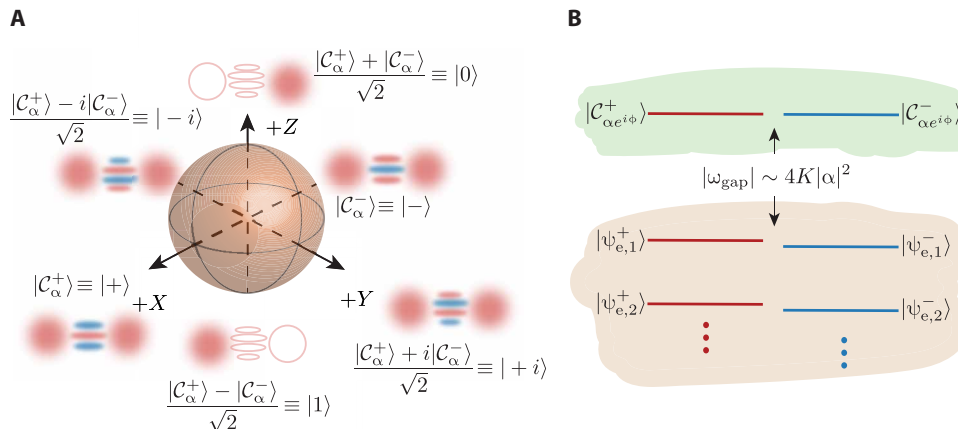 A
(|𝒞_α^+⟩ + |𝒞_α^-⟩)/√2 ≡ |0⟩
(|𝒞_α^+⟩ − i|𝒞_α^-⟩)/√2 ≡ | − i⟩
+Z
|𝒞_α^-⟩ ≡ |−⟩
|𝒞_α^+⟩ ≡ |+⟩
+X
+Y
(|𝒞_α^+⟩ − |𝒞_α^-⟩)/√2 ≡ |1⟩
(|𝒞_α^+⟩ + i|𝒞_α^-⟩)/√2 ≡ | + i⟩
B
|𝒞_{αe^{iϕ}}^+⟩
|𝒞_{αe^{iϕ}}^-⟩
|ω_gap| ∼ 4K|α|^2
|ψ_{e,1}^+⟩
|ψ_{e,1}^-⟩
|ψ_{e,2}^+⟩
|ψ_{e,2}^-⟩